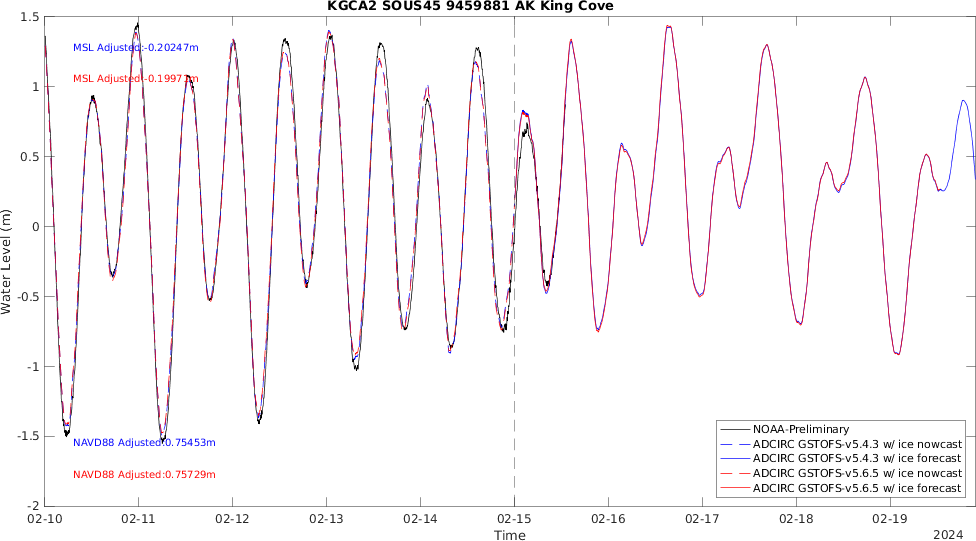 KGCA2 SOUS45 9459881 AK King Cove
1.5
1
0.5
0
-0.5
-1
-1.5
-2
Water Level (m)
MSL Adjusted:-0.20247m
MSL Adjusted:-0.19971m
NAVD88 Adjusted:0.75453m
NAVD88 Adjusted:0.75729m
NOAA-Preliminary
ADCIRC GSTOFS-v5.4.3 w/ ice nowcast
ADCIRC GSTOFS-v5.4.3 w/ ice forecast
ADCIRC GSTOFS-v5.6.5 w/ ice nowcast
ADCIRC GSTOFS-v5.6.5 w/ ice forecast
02-10 02-11 02-12 02-13 02-14 02-15 02-16 02-17 02-18 02-19
Time
2024